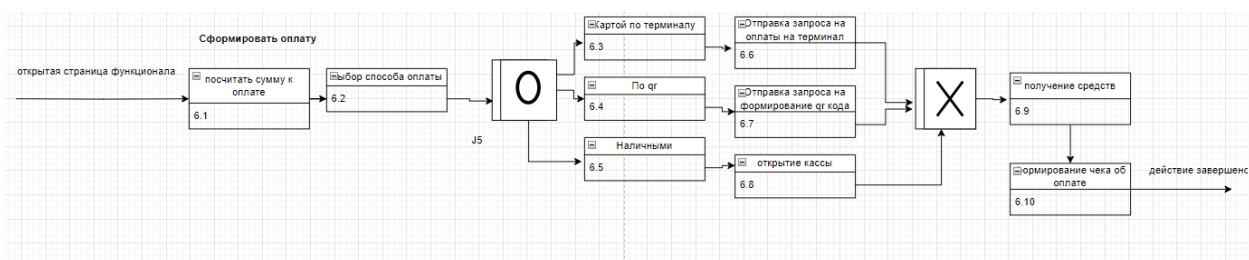 Сформировать оплату
открытая страница функционала
посчитать сумму к
оплате
6.1
ыбор способа оплаты
6.2
J5
O
Картой по терминалу
6.3
По qr
6.4
Наличными
6.5
Отправка запроса на
оплаты на терминал
6.6
Отправка запроса на
формирование qr кода
6.7
открытие кассы
6.8
X
получение средств
6.9
формирование чека об
оплате
6.10
действие завершено